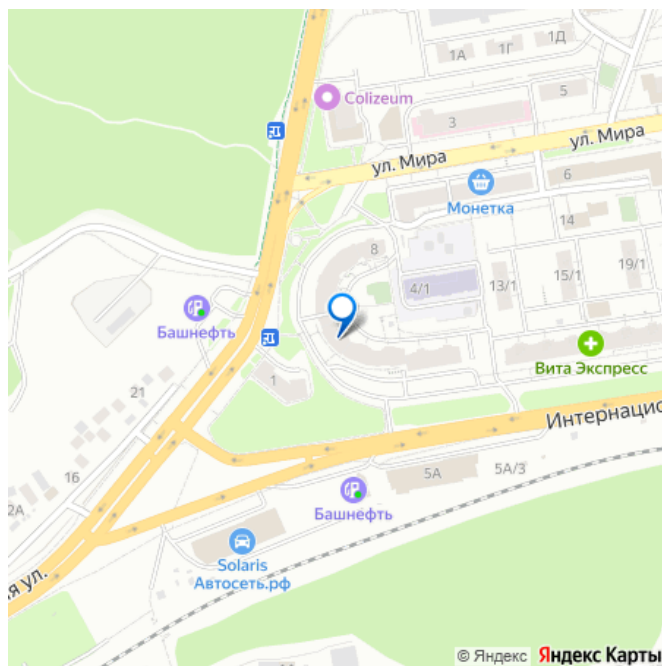 1А
1Г
1Д
Colizeum
5
3
ул. Мира
ул. Мира
6
Монетка
14
8
4/1
13/1
15/1
19/1
Башнефть
Вита Экспресс
1
21
Интернацио
16
2А
5А
5А/3
Башнефть
Solaris
Автосеть.рф
я ул.
© Яндекс Яндекс Карты